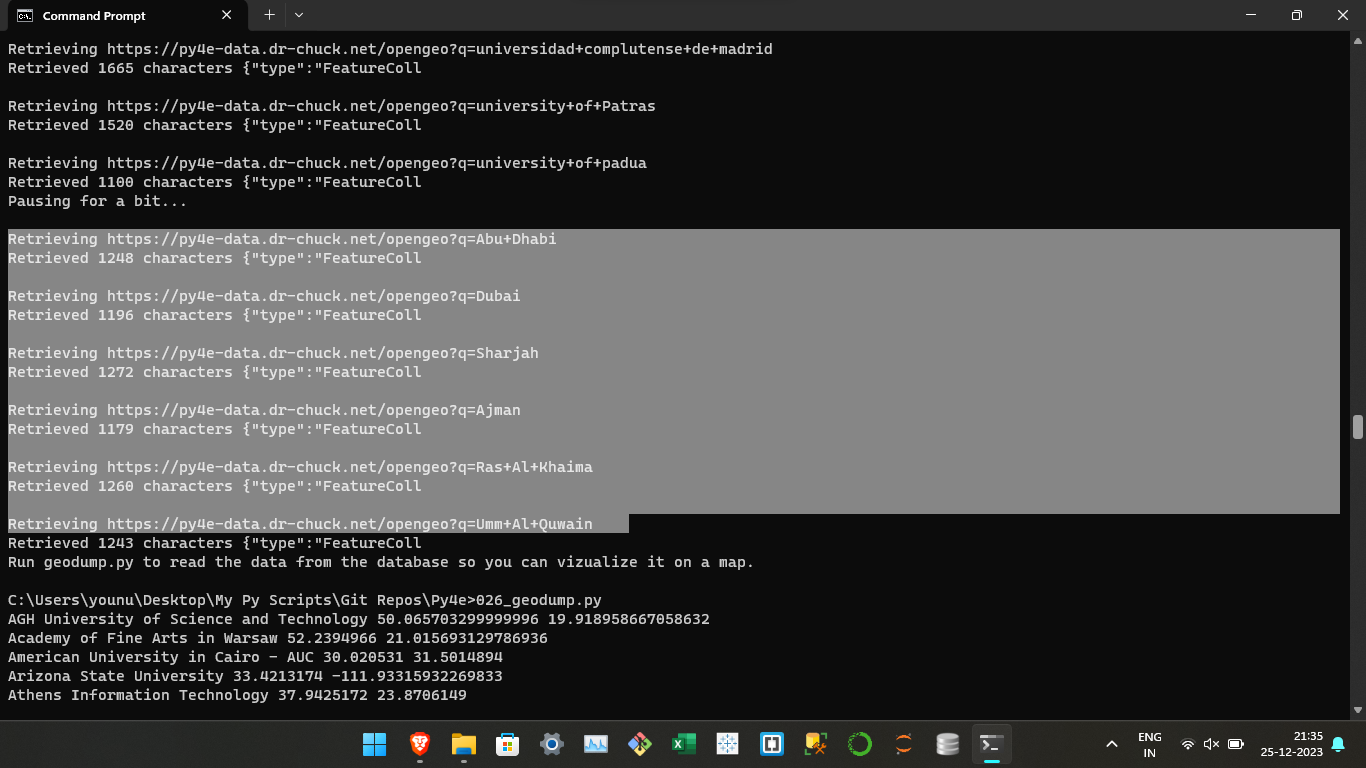 Command Prompt
Retrieving https://py4e-data.dr-chuck.net/opengeo?q=universidad+complutense+de+madrid
Retrieved 1665 characters {"type":"FeatureColl
Retrieving https://py4e-data.dr-chuck.net/opengeo?q=university+of+Patras
Retrieved 1520 characters {"type":"FeatureColl
Retrieving https://py4e-data.dr-chuck.net/opengeo?q=university+of+padua
Retrieved 1100 characters {"type":"FeatureColl
Pausing for a bit...
Retrieving https://py4e-data.dr-chuck.net/opengeo?q=Abu+Dhabi
Retrieved 1248 characters {"type":"FeatureColl
Retrieving https://py4e-data.dr-chuck.net/opengeo?q=Dubai
Retrieved 1196 characters {"type":"FeatureColl
Retrieving https://py4e-data.dr-chuck.net/opengeo?q=Sharjah
Retrieved 1272 characters {"type":"FeatureColl
Retrieving https://py4e-data.dr-chuck.net/opengeo?q=Ajman
Retrieved 1179 characters {"type":"FeatureColl
Retrieving https://py4e-data.dr-chuck.net/opengeo?q=Ras+Al+Khaima
Retrieved 1260 characters {"type":"FeatureColl
Retrieving https://py4e-data.dr-chuck.net/opengeo?q=Umm+Al+Quwain
Retrieved 1243 characters {"type":"FeatureColl
Run geodump.py to read the data from the database so you can vizualize it on a map.
C:\Users\younu\Desktop\My Py Scripts\Git Repos\Py4e>026_geodump.py
AGH University of Science and Technology 50.065703299999996 19.918958667058632
Academy of Fine Arts in Warsaw 52.2394966 21.015693129786936
American University in Cairo - AUC 30.020531 31.5014894
Arizona State University 33.4213174 -111.93315932269833
Athens Information Technology 37.9425172 23.8706149
ENG
IN
21:35
25-12-2023